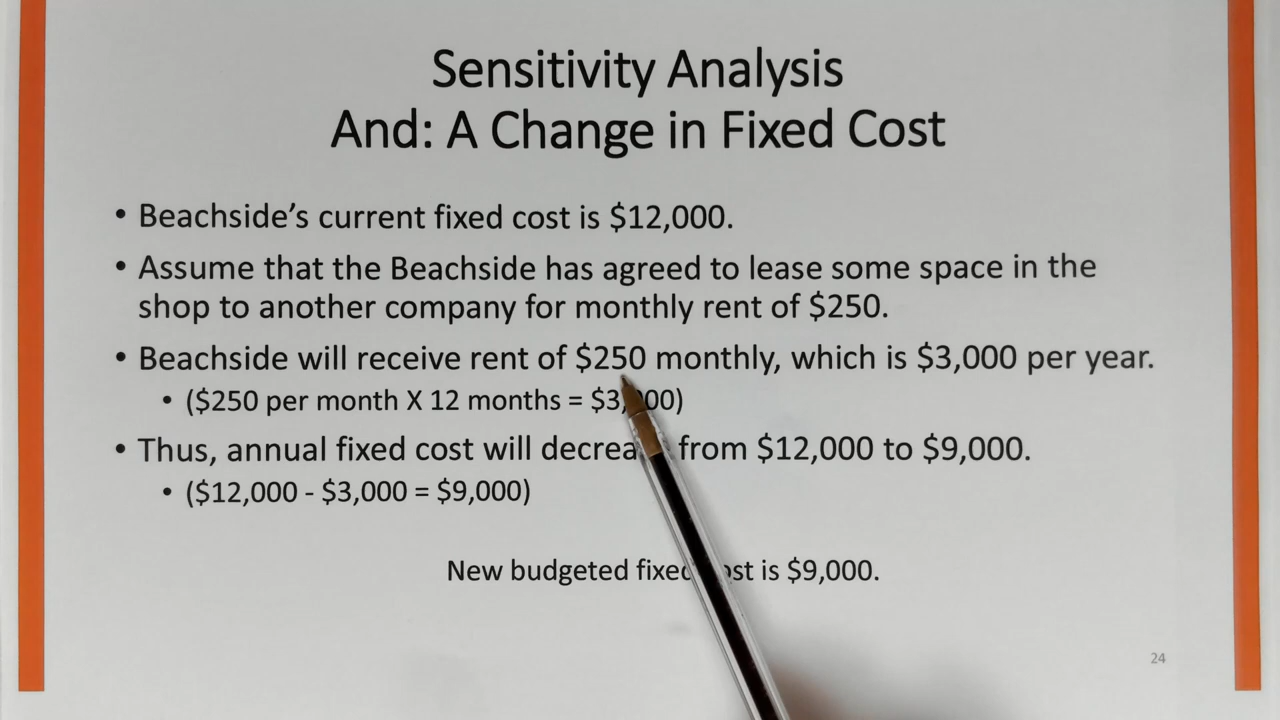 Sensitivity Analysis
And: A Change in Fixed Cost
• Beachside's current fixed cost is $12,000.
• Assume that the Beachside has agreed to lease some space in the
shop to another company for monthly rent of $250.
• Beachside will receive rent of $250 monthly, which is $3,000 per year.
• ($250 per month X 12 months = $3,000)
• Thus, annual fixed cost will decrease from $12,000 to $9,000.
• ($12,000 - $3,000 = $9,000)
New budgeted fixed cost is $9,000.
24